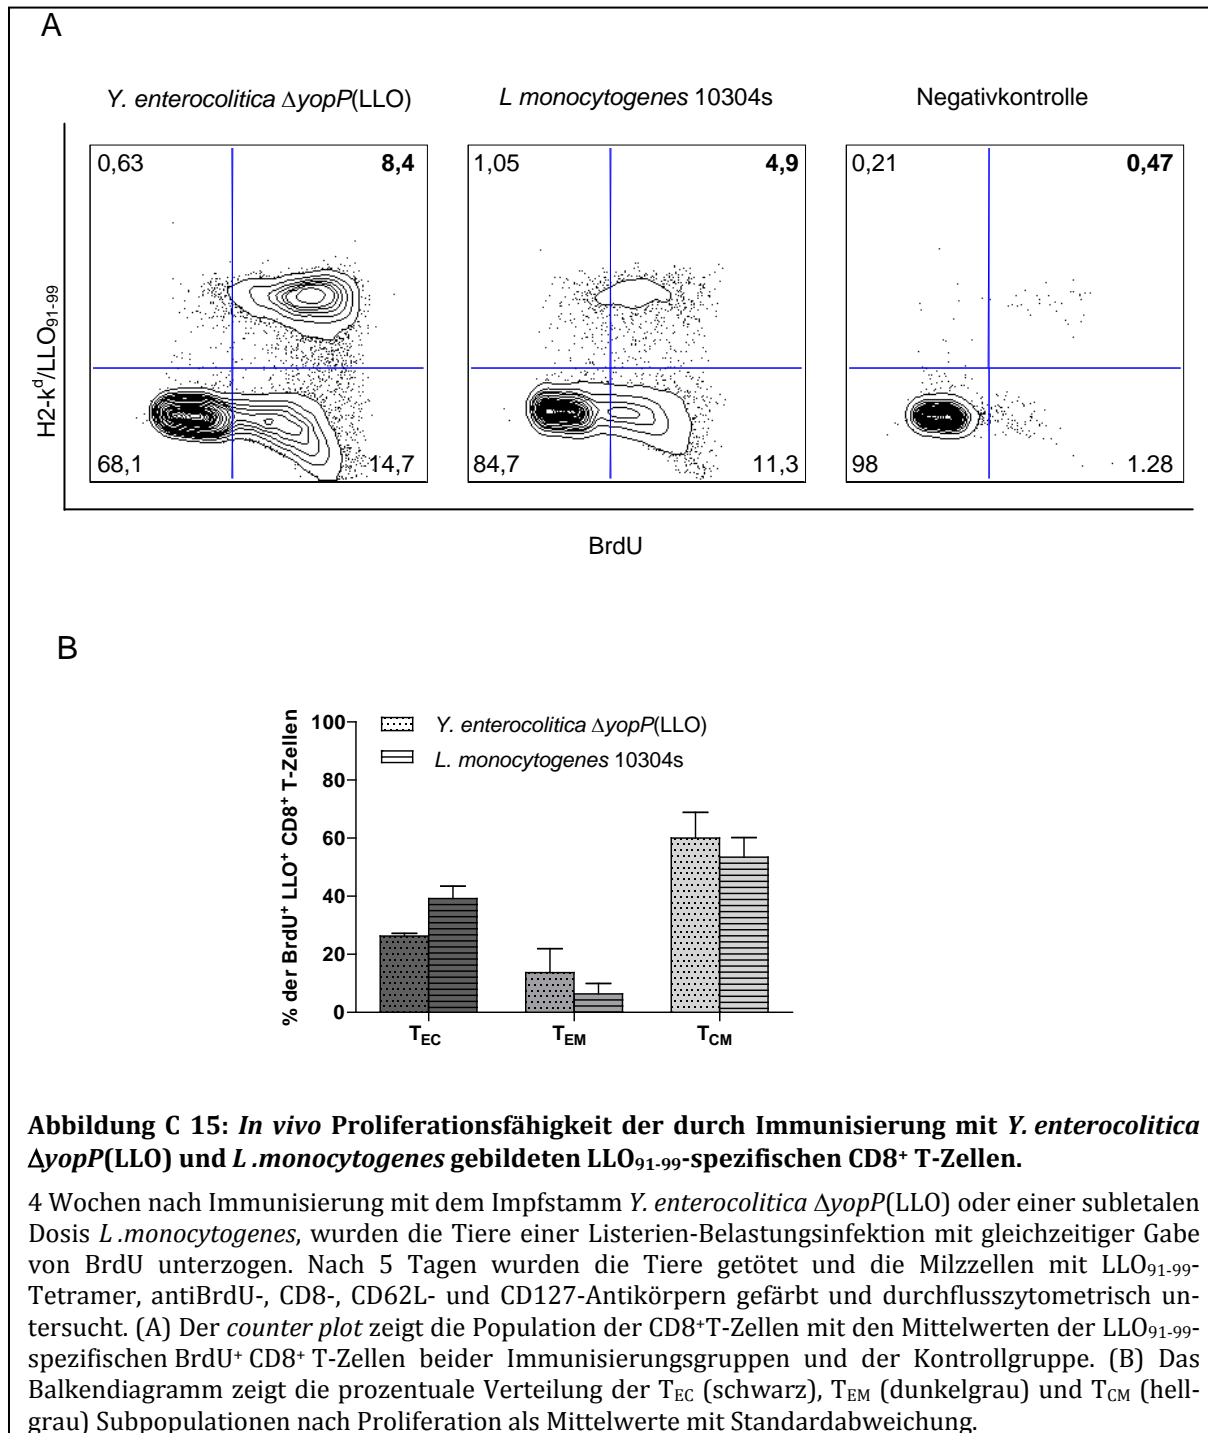 A
Y. enterocolitica ΔyopP(LLO)
L monocytogenes 10304s
Negativkontrolle
0,63
8,4
1,05
4,9
0,21
0,47
H2-kᵈ/LLO₉₁₋₉₉
68,1
14,7
84,7
11,3
98
1.28
BrdU
B
% der BrdU⁺ LLO⁺ CD8⁺ T-Zellen
100
80
60
40
20
0
Y. enterocolitica ΔyopP(LLO)
L. monocytogenes 10304s
T_EC
T_EM
T_CM
Abbildung C 15: In vivo Proliferationsfähigkeit der durch Immunisierung mit Y. enterocolitica
ΔyopP(LLO) und L .monocytogenes gebildeten LLO₉₁₋₉₉-spezifischen CD8⁺ T-Zellen.
4 Wochen nach Immunisierung mit dem Impfstamm Y. enterocolitica ΔyopP(LLO) oder einer subletalen
Dosis L .monocytogenes, wurden die Tiere einer Listerien-Belastungsinfektion mit gleichzeitiger Gabe
von BrdU unterzogen. Nach 5 Tagen wurden die Tiere getötet und die Milzzellen mit LLO₉₁₋₉₉-
Tetramer, antiBrdU-, CD8-, CD62L- und CD127-Antikörpern gefärbt und durchflusszytometrisch un-
tersucht. (A) Der counter plot zeigt die Population der CD8⁺T-Zellen mit den Mittelwerten der LLO₉₁₋₉₉-
spezifischen BrdU⁺ CD8⁺ T-Zellen beider Immunisierungsgruppen und der Kontrollgruppe. (B) Das
Balkendiagramm zeigt die prozentuale Verteilung der T_EC (schwarz), T_EM (dunkelgrau) und T_CM (hell-
grau) Subpopulationen nach Proliferation als Mittelwerte mit Standardabweichung.